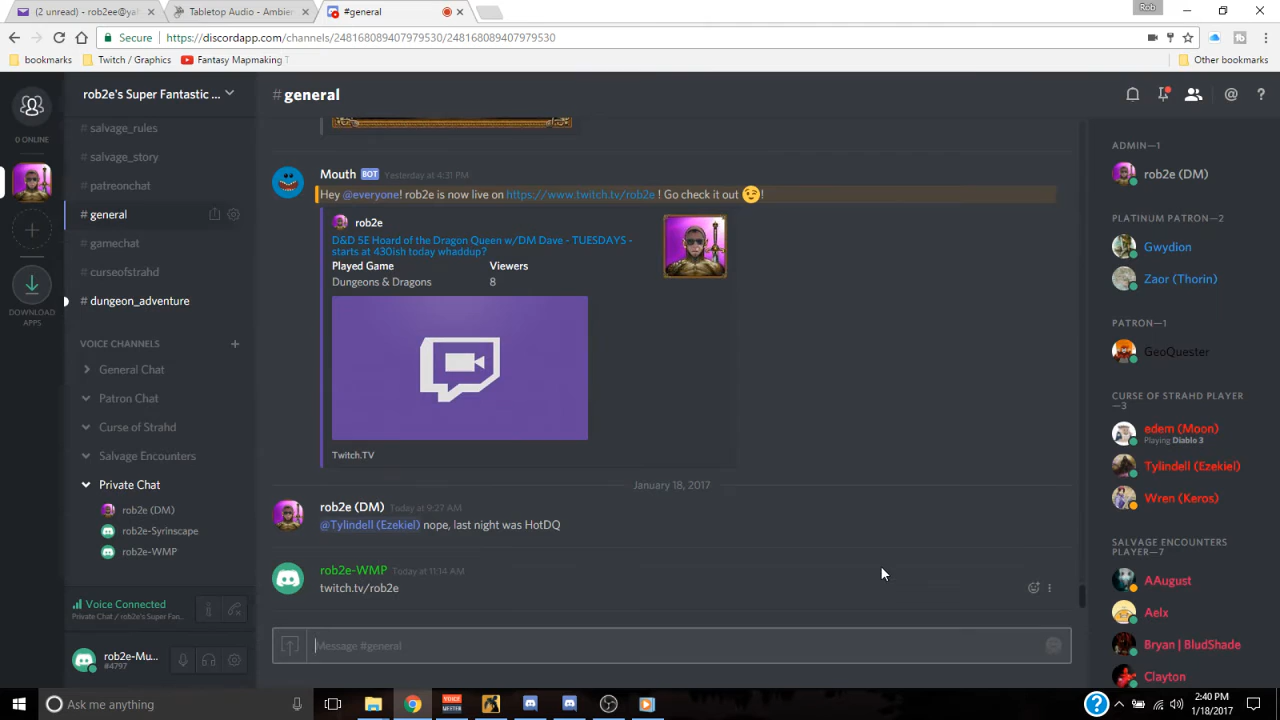 (2 unread) - rob2ee@ya
Tabletop Audio - Ambien
#general
Rob
Secure
https://discordapp.com/channels/248168089407979530/248168089407979530
bookmarks
Twitch / Graphics
Fantasy Mapmaking T
Other bookmarks
rob2e's Super Fantastic ...
#general
0 ONLINE
DOWNLOAD
APPS
# salvage_rules
# salvage_story
# patreonchat
# general
# gamechat
# curseofstrahd
# dungeon_adventure
VOICE CHANNELS
General Chat
Patron Chat
Curse of Strahd
Salvage Encounters
Private Chat
rob2e (DM)
rob2e-Syrinscape
rob2e-WMP
Voice Connected
Private Chat / rob2e's Super Fan...
rob2e-Mu...
#4797
Mouth BOT Yesterday at 4:31 PM
Hey @everyone! rob2e is now live on https://www.twitch.tv/rob2e ! Go check it out 😉!
rob2e
D&D 5E Hoard of the Dragon Queen w/DM Dave - TUESDAYS -
starts at 430ish today whaddup?
Played Game Viewers
Dungeons & Dragons 8
Twitch.TV
January 18, 2017
rob2e (DM) Today at 9:27 AM
@Tylindell (Ezekiel) nope, last night was HotDQ
rob2e-WMP Today at 11:14 AM
twitch.tv/rob2e
Message #general
ADMIN—1
rob2e (DM)
PLATINUM PATRON—2
Gwydion
Zaor (Thorin)
PATRON—1
GeoQuester
CURSE OF STRAHD PLAYER
—3
edem (Moon)
Playing Diablo 3
Tylindell (Ezekiel)
Wren (Keros)
SALVAGE ENCOUNTERS
PLAYER—7
AAugust
Aelx
Bryan | BludShade
Clayton
Ask me anything
VOICE
MEETER
2:40 PM
1/18/2017